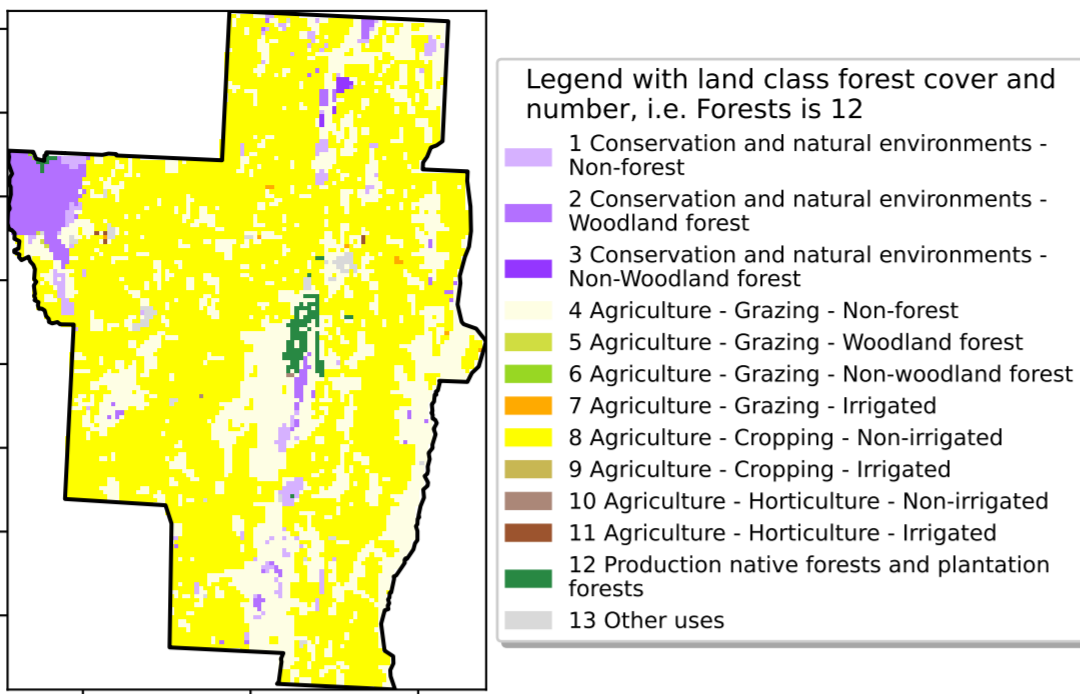 Legend with land class forest cover and
number, i.e. Forests is 12
1 Conservation and natural environments -
Non-forest
2 Conservation and natural environments -
Woodland forest
3 Conservation and natural environments -
Non-Woodland forest
4 Agriculture - Grazing - Non-forest
5 Agriculture - Grazing - Woodland forest
6 Agriculture - Grazing - Non-woodland forest
7 Agriculture - Grazing - Irrigated
8 Agriculture - Cropping - Non-irrigated
9 Agriculture - Cropping - Irrigated
10 Agriculture - Horticulture - Non-irrigated
11 Agriculture - Horticulture - Irrigated
12 Production native forests and plantation
forests
13 Other uses